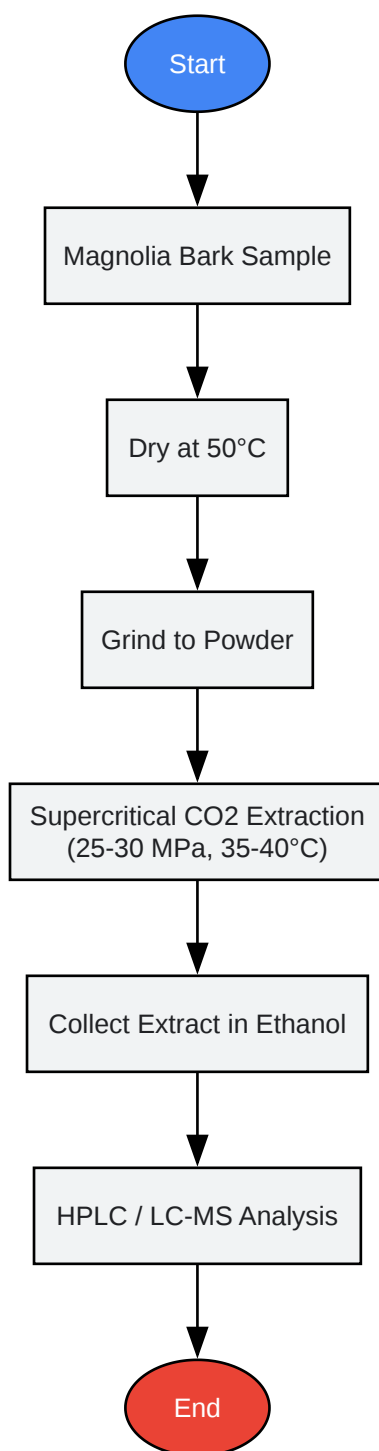 Start
Magnolia Bark Sample
Dry at 50°C
Grind to Powder
Supercritical CO2 Extraction
(25-30 MPa, 35-40°C)
Collect Extract in Ethanol
HPLC / LC-MS Analysis
End